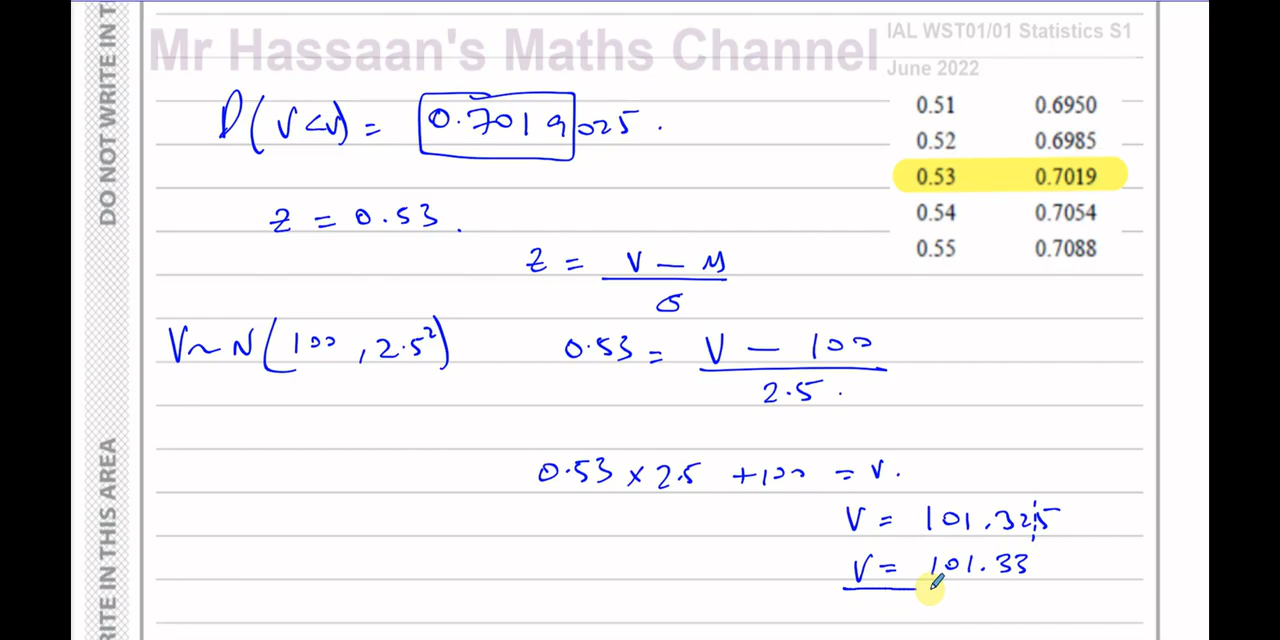 DO NOT WRITE IN T
RITE IN THIS AREA
Mr Hassaan's Maths Channel
IAL WST01/01 Statistics S1
June 2022
0.51 0.6950
0.52 0.6985
0.53 0.7019
0.54 0.7054
0.55 0.7088
P(V<v) = 0.7019025.
z = 0.53.
z = (V - μ)/σ
V~N(100, 2.5²)
0.53 = (V - 100)/2.5.
0.53 × 2.5 + 100 = V.
V = 101.325
V = 101.33